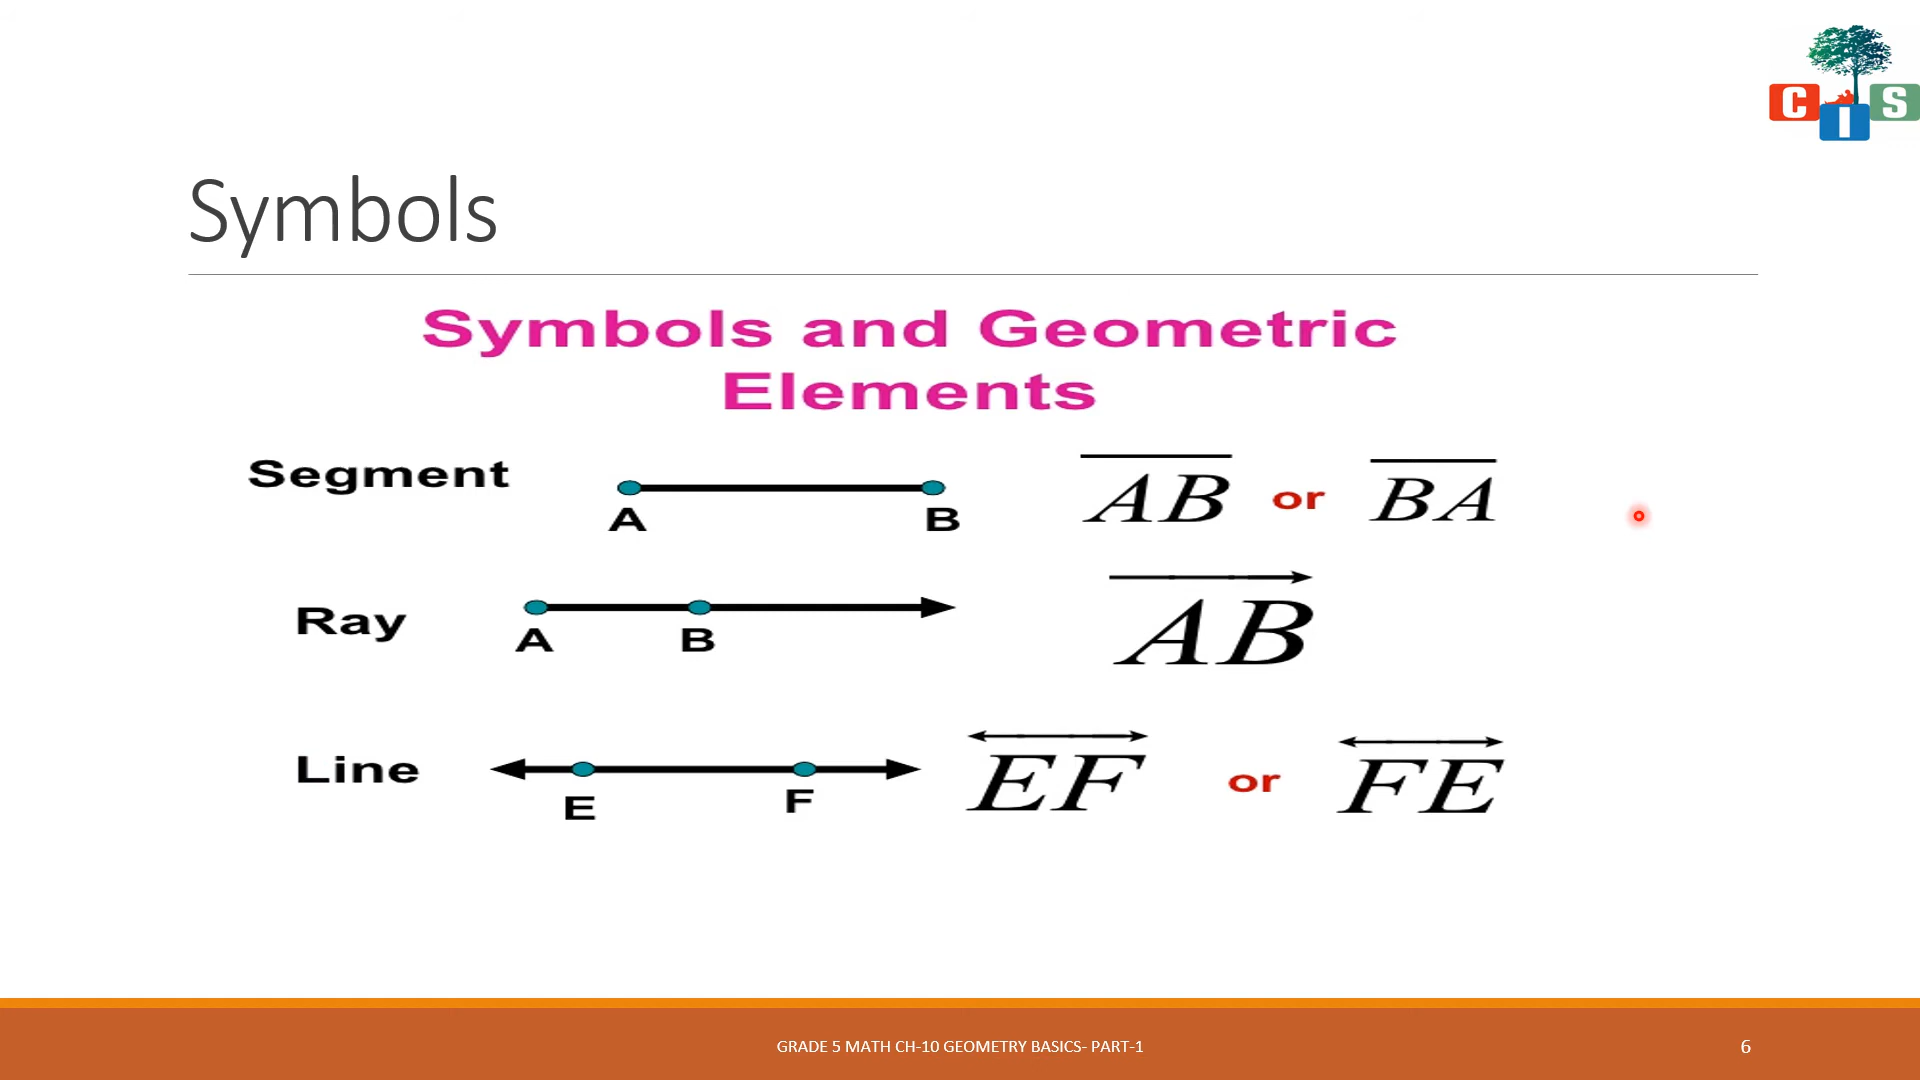 C I S
Symbols
Symbols and Geometric
Elements
Segment A B AB or BA
Ray A B AB
Line E F EF or FE
GRADE 5 MATH CH-10 GEOMETRY BASICS- PART-1 6